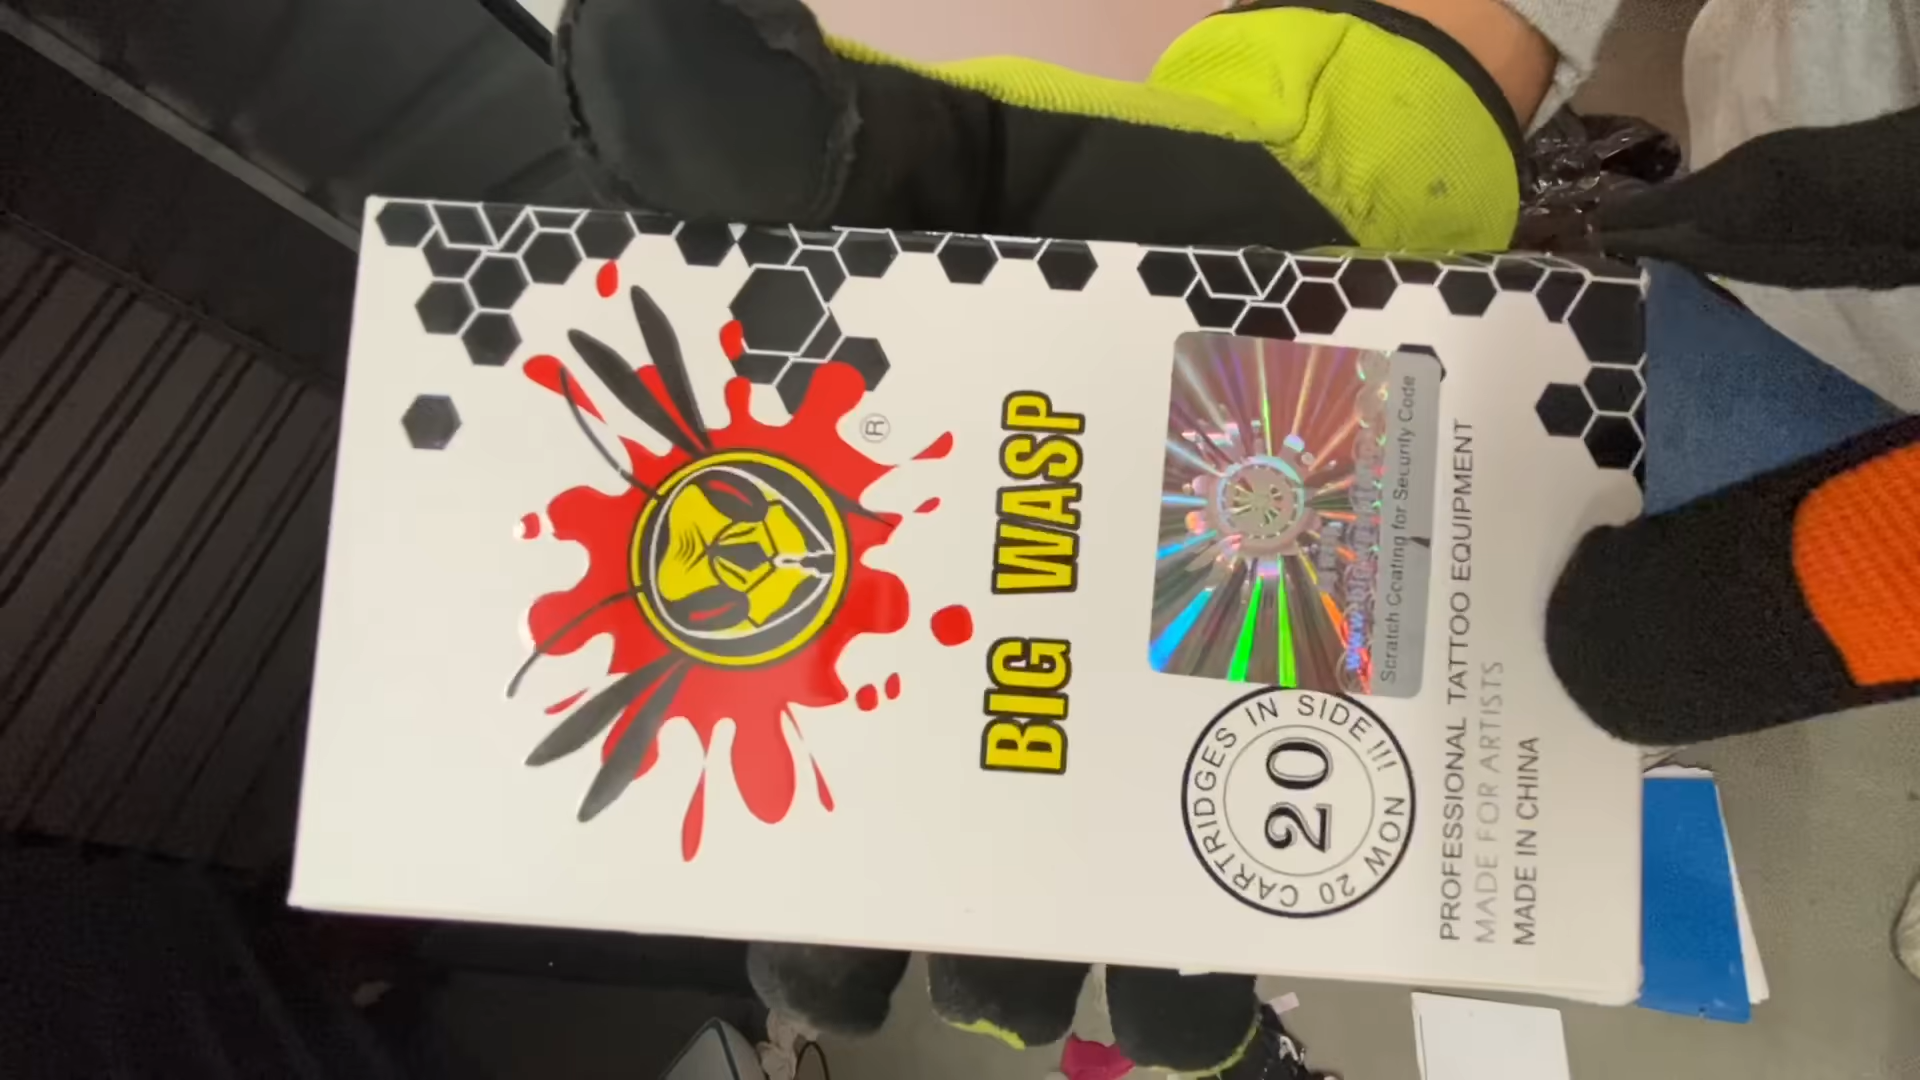 ®
BIG WASP
Scratch Coating for Security Code
NOW 20 CARTRIDGES IN SIDE!!!
20
PROFESSIONAL TATTOO EQUIPMENT
MADE FOR ARTISTS
MADE IN CHINA